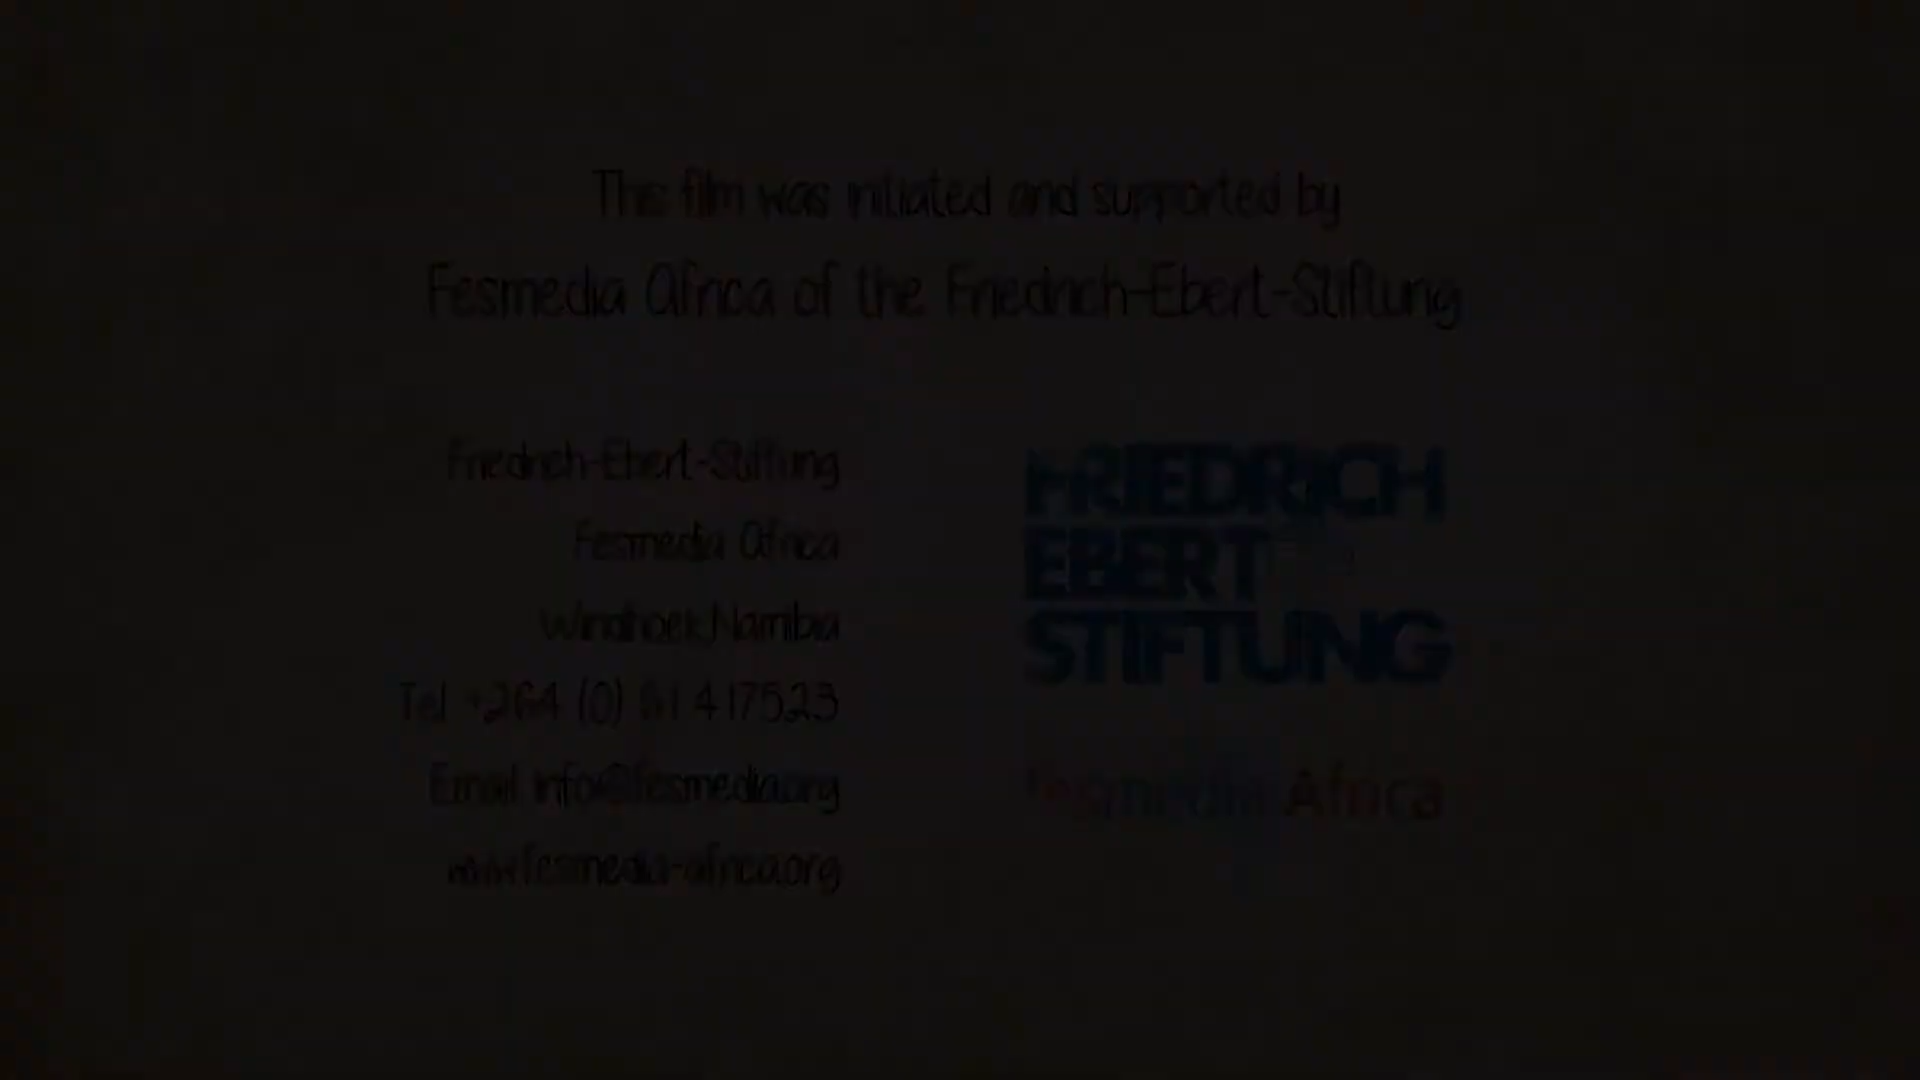 This film was initiated and supported by
Fesmedia Africa of the Friedrich-Ebert-Stiftung
Friedrich-Ebert-Stiftung
Fesmedia Africa
Windhoek, Namibia
Tel +264 (0) 61 417523
Email info@fesmedia.org
www.fesmedia-africa.org
FRIEDRICH
EBERT
STIFTUNG
fesmedia Africa